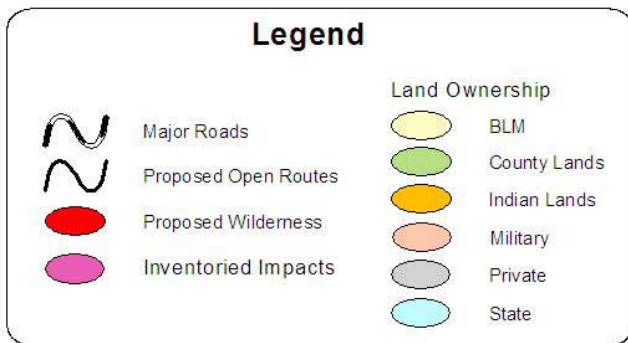 Legend
Major Roads
Proposed Open Routes
Proposed Wilderness
Inventoried Impacts
Land Ownership
BLM
County Lands
Indian Lands
Military
Private
State